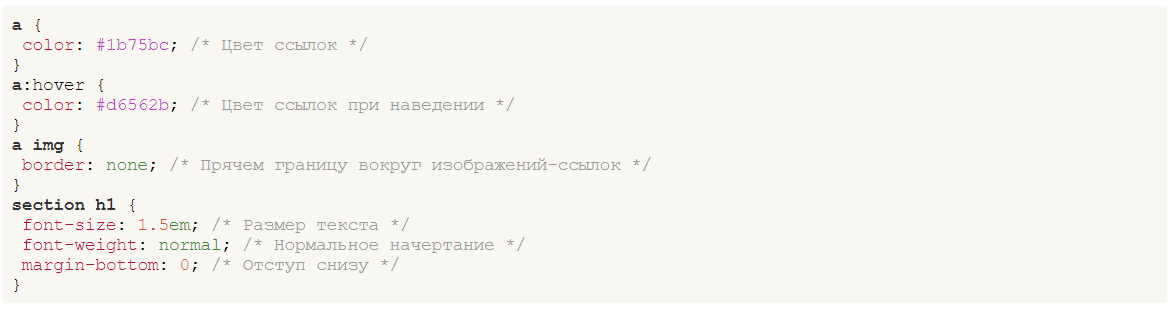 a {
 color: #1b75bc; /* Цвет ссылок */
}
a:hover {
 color: #d6562b; /* Цвет ссылок при наведении */
}
a img {
 border: none; /* Прячем границу вокруг изображений-ссылок */
}
section h1 {
 font-size: 1.5em; /* Размер текста */
 font-weight: normal; /* Нормальное начертание */
 margin-bottom: 0; /* Отступ снизу */
}